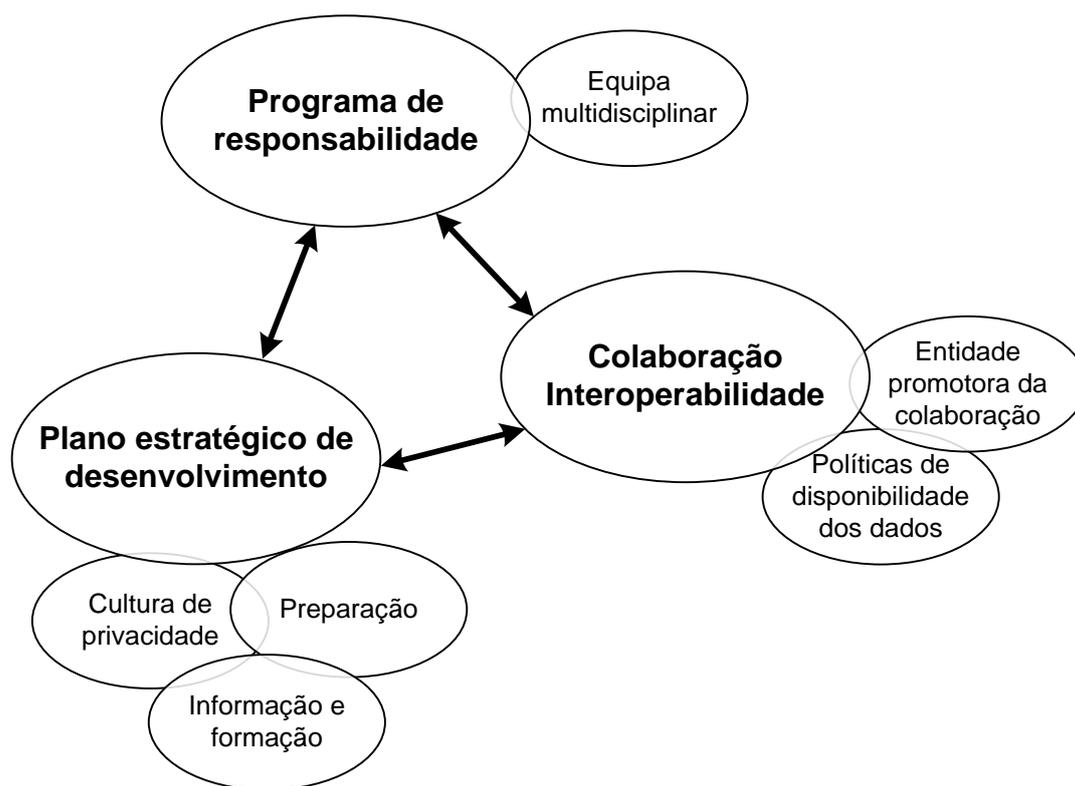 Programa de
responsabilidade
Equipa
multidisciplinar
Colaboração
Interoperabilidade
Entidade
promotora da
colaboração
Políticas de
disponibilidade
dos dados
Plano estratégico de
desenvolvimento
Cultura de
privacidade
Preparação
Informação e
formação